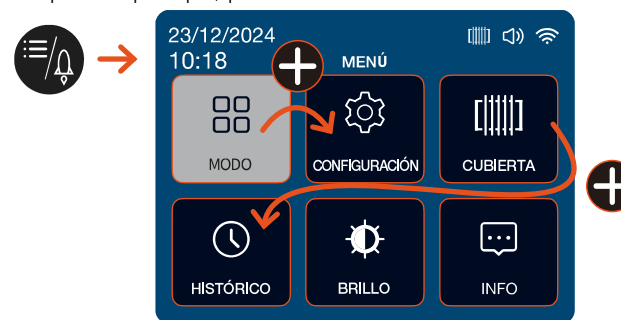 23/12/2024
10:18
MENÚ
MODO
CONFIGURACIÓN
CUBIERTA
HISTÓRICO
BRILLO
INFO